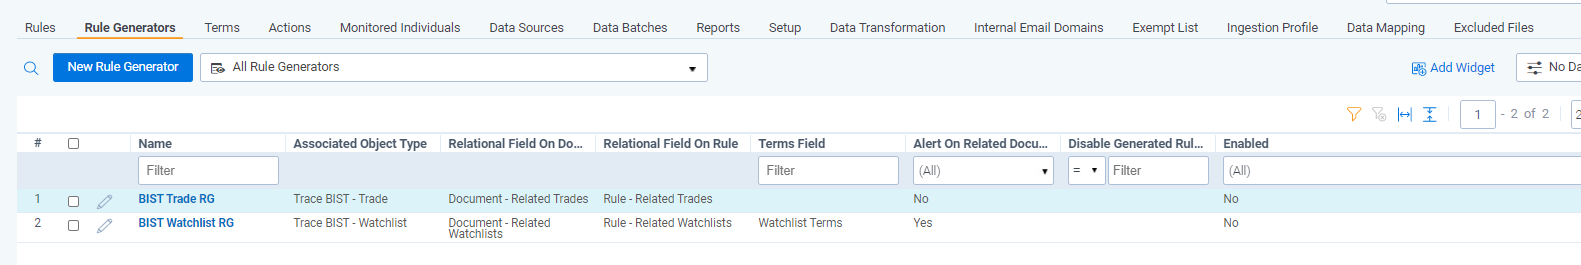 Rules Rule Generators Terms Actions Monitored Individuals Data Sources Data Batches Reports Setup Data Transformation Internal Email Domains Exempt List Ingestion Profile Data Mapping Excluded Files
New Rule Generator All Rule Generators Add Widget No Da
1 - 2 of 2 2
# Name Associated Object Type Relational Field On Do... Relational Field On Rule Terms Field Alert On Related Docu... Disable Generated Rul... Enabled
Filter Filter (All) = Filter (All)
1 BIST Trade RG Trace BIST - Trade Document - Related Trades Rule - Related Trades No No
2 BIST Watchlist RG Trace BIST - Watchlist Document - Related Rule - Related Watchlists Watchlist Terms Yes No
Watchlists